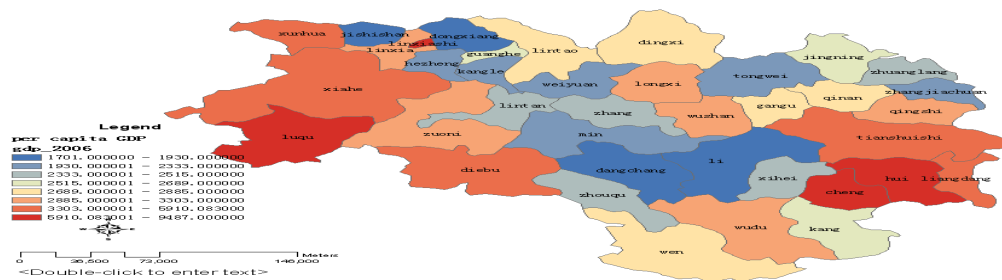 xunhua
jishishan
dongxiang
linxiashi
linxia
guanghe
hezheng
kangle
lintao
dingxi
jingning
zhuanglang
zhangjiachuan
weiyuan
longxi
tongwei
xiahe
lintan
zhang
wushan
gangu
qinan
qingshi
luqu
zuoni
min
tianshuishi
diebu
dangchang
li
xihei
hui
liangdang
cheng
zhouqu
wudu
kang
wen
Legend
per capita GDP
gdp_2006
1701.000000 - 1930.000000
1930.000001 - 2333.000000
2333.000001 - 2515.000000
2515.000001 - 2689.000000
2689.000001 - 2885.000000
2885.000001 - 3303.000000
3303.000001 - 5910.083000
5910.083001 - 9487.000000
N
W E
S
Meters
0 36,500 73,000 146,000
<Double-click to enter text>